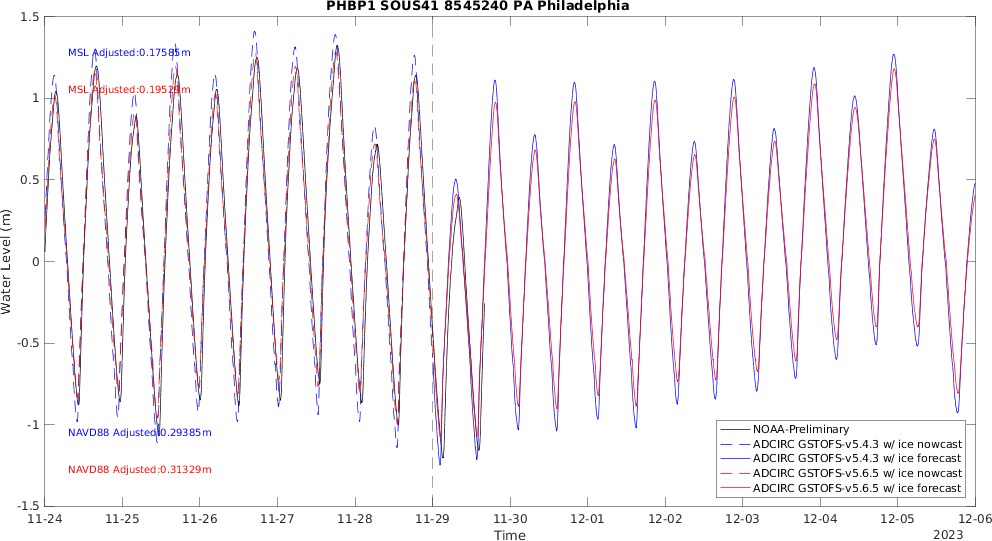 PHBP1 SOUS41 8545240 PA Philadelphia
1.5
1
0.5
0
-0.5
-1
-1.5
Water Level (m)
MSL Adjusted:0.17585m
MSL Adjusted:0.19529m
NAVD88 Adjusted:0.29385m
NAVD88 Adjusted:0.31329m
NOAA-Preliminary
ADCIRC GSTOFS-v5.4.3 w/ ice nowcast
ADCIRC GSTOFS-v5.4.3 w/ ice forecast
ADCIRC GSTOFS-v5.6.5 w/ ice nowcast
ADCIRC GSTOFS-v5.6.5 w/ ice forecast
11-24 11-25 11-26 11-27 11-28 11-29 11-30 12-01 12-02 12-03 12-04 12-05 12-06
Time
2023